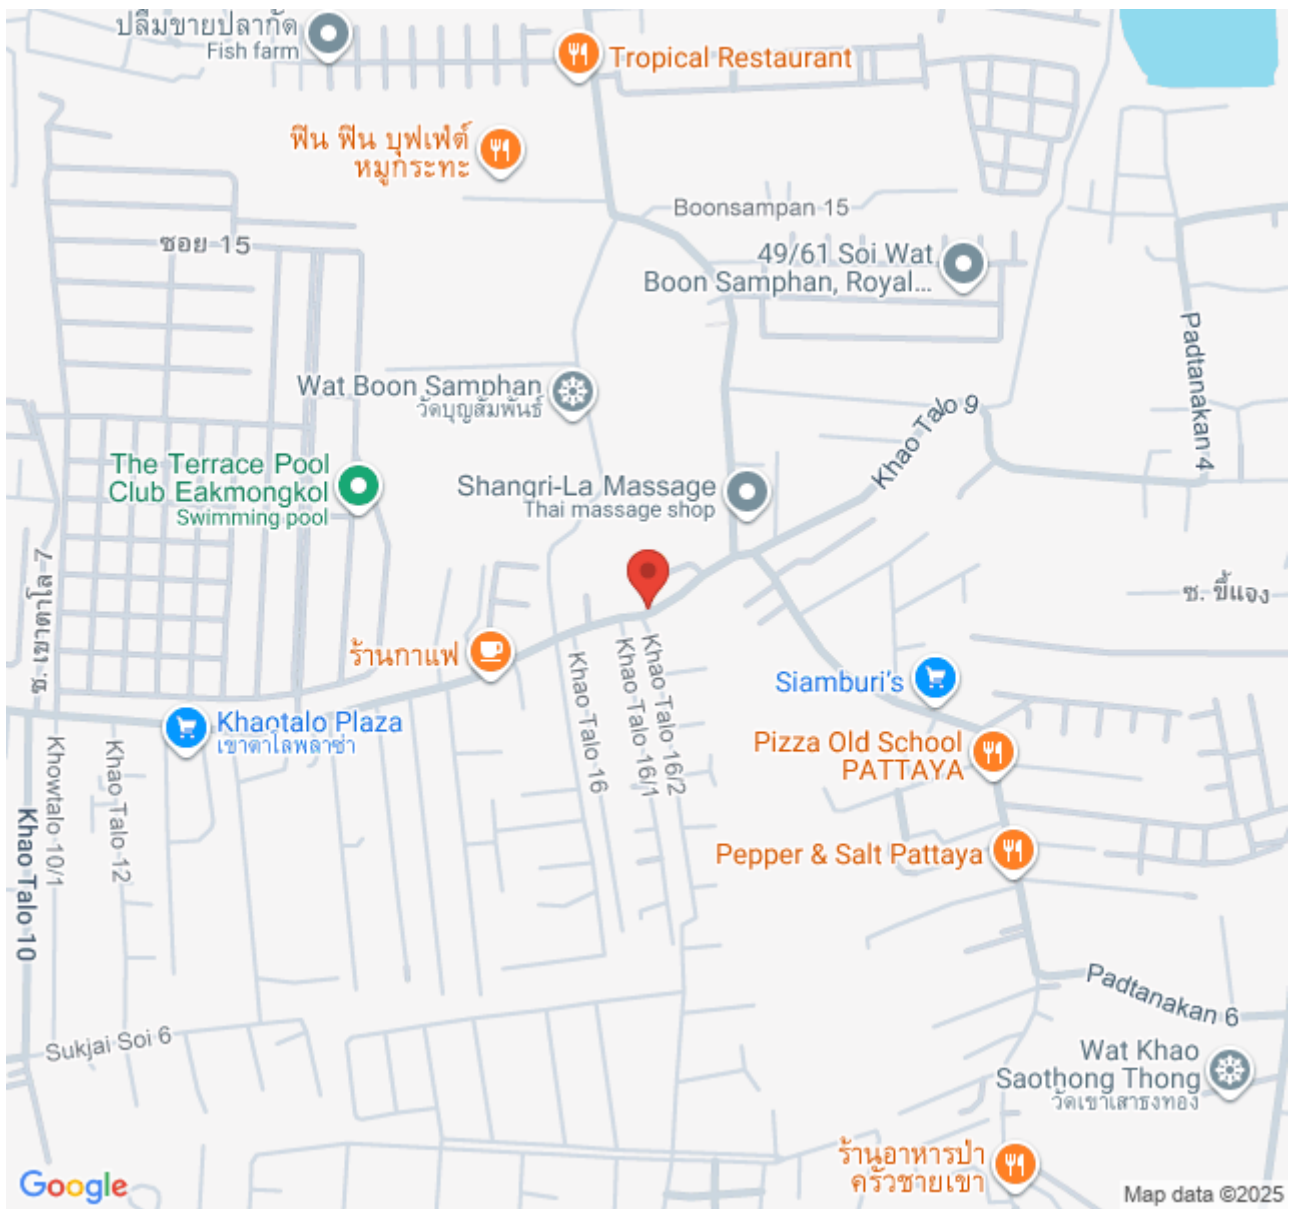 ปลื้มขายปลากัด
Fish farm
Tropical Restaurant
ฟิน ฟิน บุฟเฟ่ต์
หมูกระทะ
Boonsampan 15
ซอย 15
49/61 Soi Wat
Boon Samphan, Royal...
Padtanakan 4
Wat Boon Samphan
วัดบุญสัมพันธ์
Khao Talo 9
The Terrace Pool
Club Eakmongkol
Swimming pool
Shangri-La Massage
Thai massage shop
ซ. เขาตาโล 7
ซ. ขี้แจง
ร้านกาแฟ
Khao Talo 16
Khao Talo 16/1
Khao Talo 16/2
Siamburi's
Khaotalo Plaza
เขาตาโลพลาซ่า
Pizza Old School
PATTAYA
Khowtalo 10/1
Khao Talo 12
Khao Talo 10
Pepper & Salt Pattaya
Padtanakan 6
Sukjai Soi 6
Wat Khao
Saothong Thong
วัดเขาเสาธงทอง
ร้านอาหารป่า
ครัวชายเขา
Google
Map data ©2025